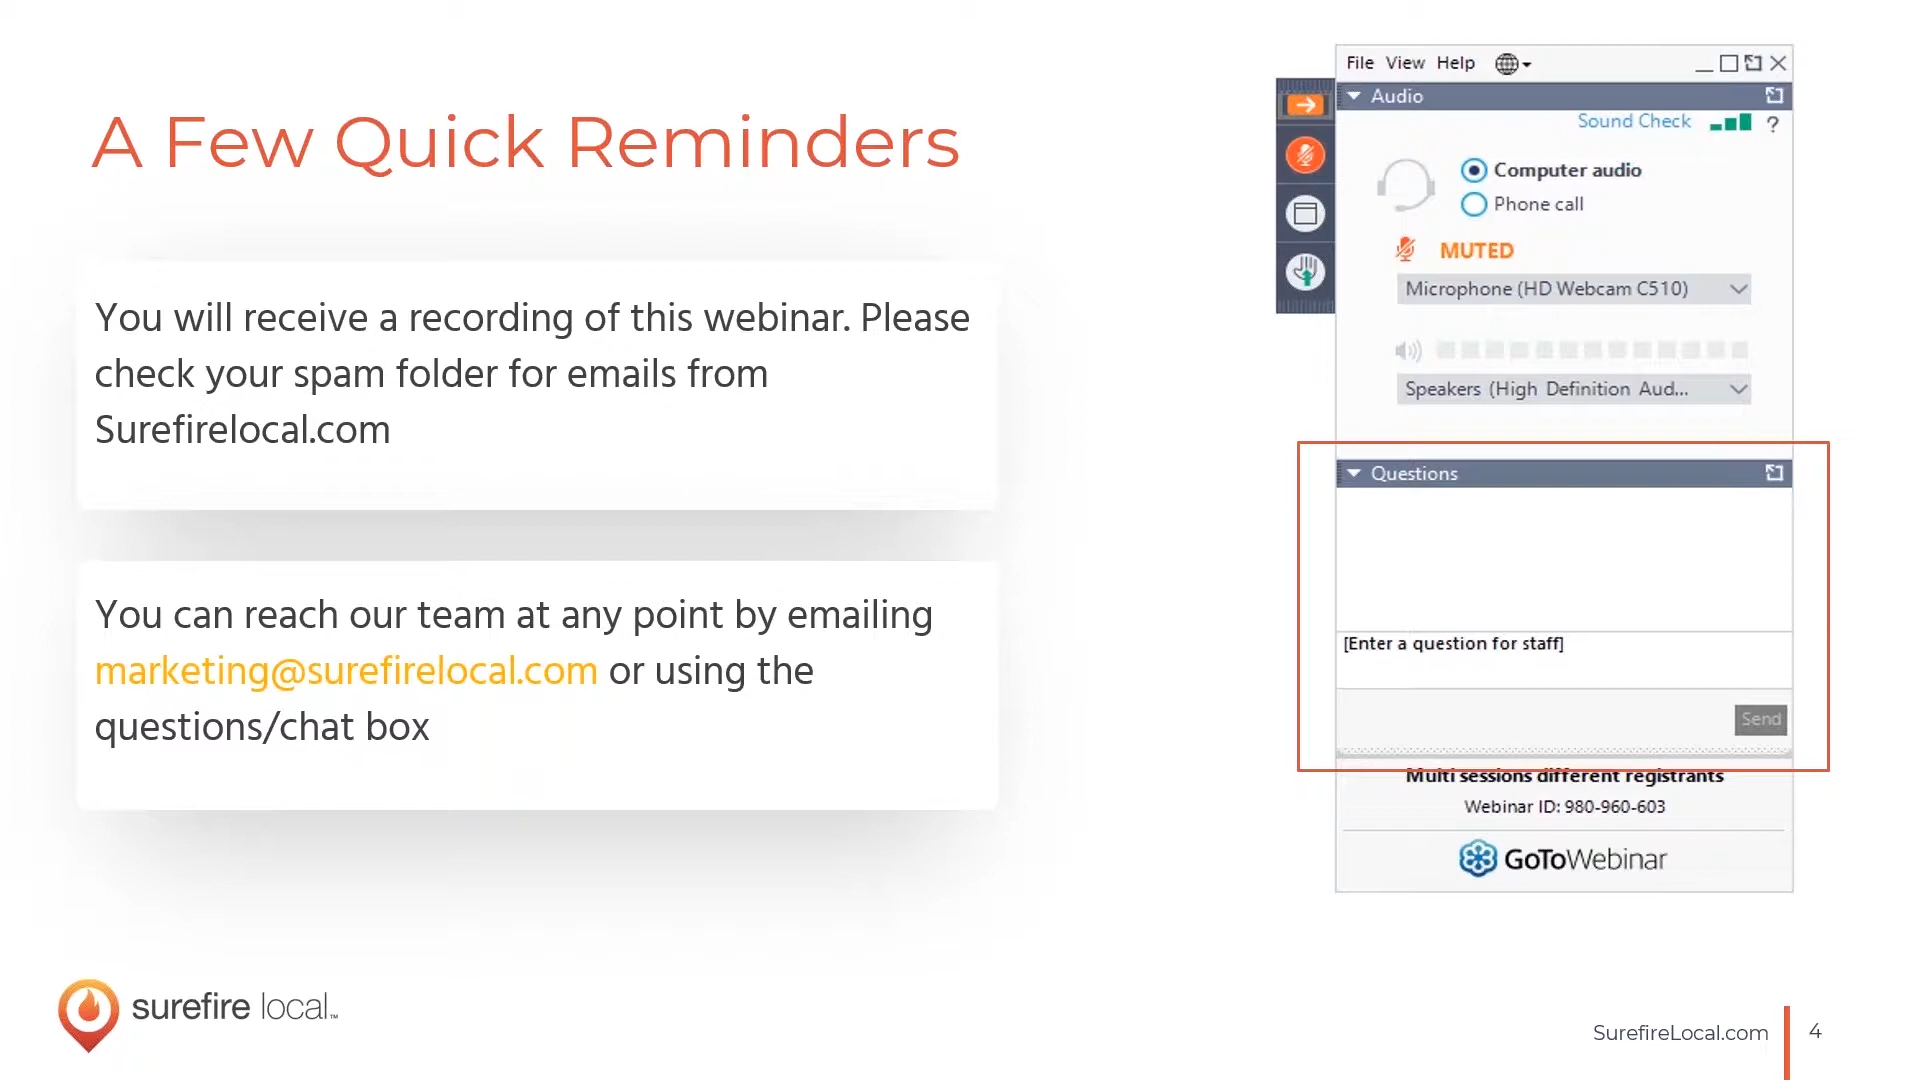 A Few Quick Reminders
You will receive a recording of this webinar. Please
check your spam folder for emails from
Surefirelocal.com
You can reach our team at any point by emailing
marketing@surefirelocal.com or using the
questions/chat box
File View Help
Audio
Sound Check ?
Computer audio
Phone call
MUTED
Microphone (HD Webcam C510)
Speakers (High Definition Aud...
Questions
[Enter a question for staff]
Send
Multi sessions different registrants
Webinar ID: 980-960-603
GoToWebinar
surefire local™
SurefireLocal.com
4